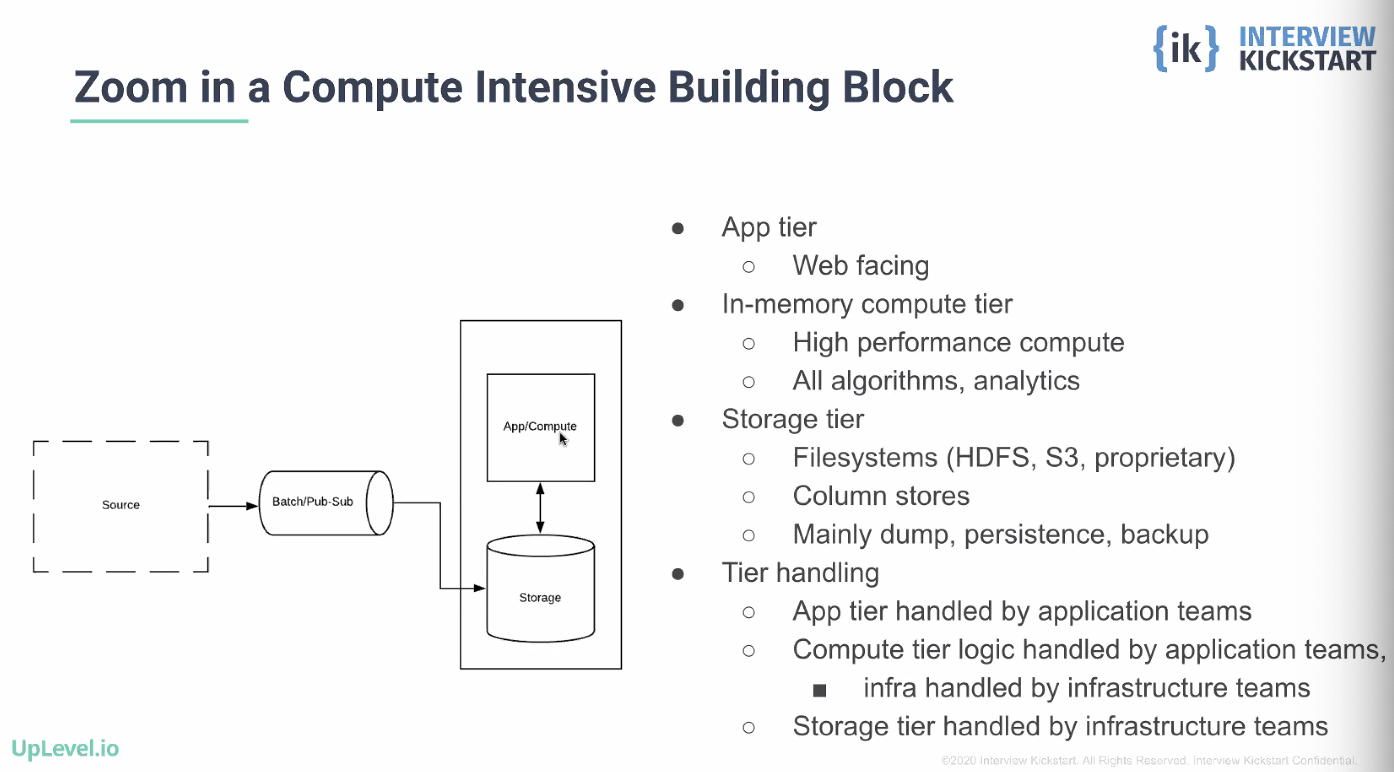 {ik} INTERVIEW
KICKSTART
Zoom in a Compute Intensive Building Block
● App tier
○ Web facing
● In-memory compute tier
○ High performance compute
○ All algorithms, analytics
● Storage tier
○ Filesystems (HDFS, S3, proprietary)
○ Column stores
○ Mainly dump, persistence, backup
● Tier handling
○ App tier handled by application teams
○ Compute tier logic handled by application teams,
■ infra handled by infrastructure teams
○ Storage tier handled by infrastructure teams
Source
Batch/Pub-Sub
App/Compute
Storage
UpLevel.io
©2020 Interview Kickstart. All Rights Reserved. Interview Kickstart Confidential.